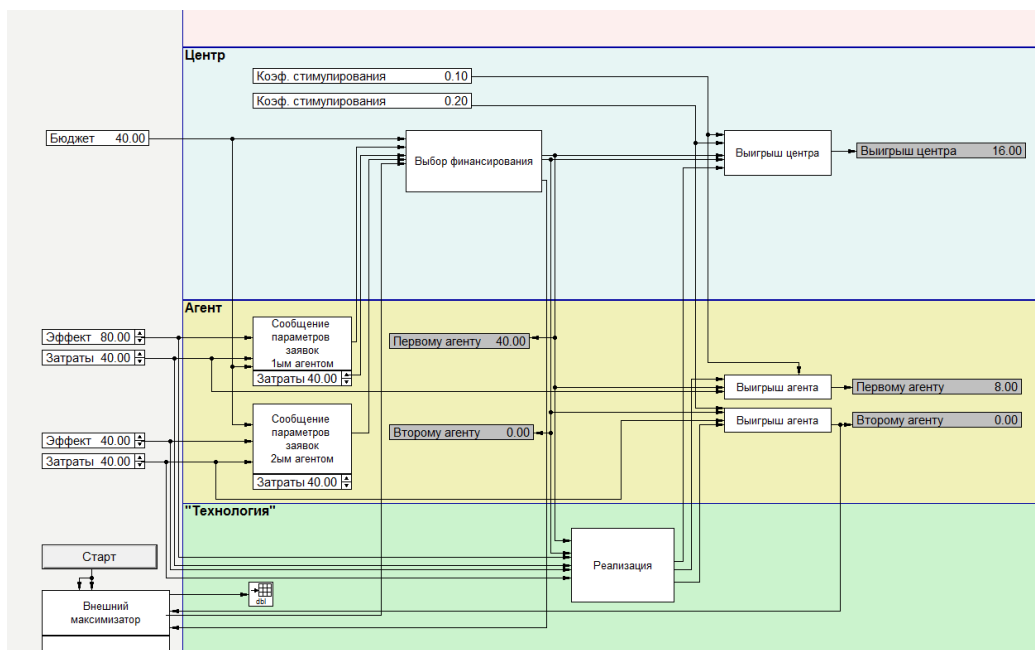 Центр
Коэф. стимулирования 0.10
Коэф. стимулирования 0.20
Бюджет 40.00
Выбор финансирования
Выигрыш центра
Выигрыш центра 16.00
Агент
Эффект 80.00
Затраты 40.00
Сообщение
параметров
заявок
1ым агентом
Затраты 40.00
Первому агенту 40.00
Выигрыш агента
Первому агенту 8.00
Эффект 40.00
Затраты 40.00
Сообщение
параметров
заявок
2ым агентом
Затраты 40.00
Второму агенту 0.00
Выигрыш агента
Второму агенту 0.00
"Технология"
Старт
Внешний
максимизатор
dbl
Реализация